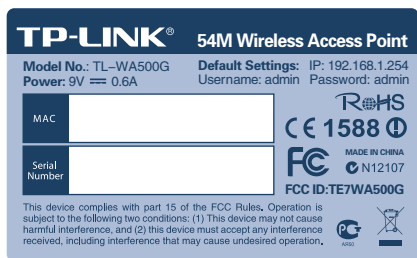 TP-LINK® 54M Wireless Access Point
Model No.: TL-WA500G
Power: 9V 0.6A
Default Settings: IP: 192.168.1.254
Username: admin Password: admin
MAC
Serial
Number
RoHS
CE 1588
FC
MADE IN CHINA
N12107
FCC ID:TE7WA500G
This device complies with part 15 of the FCC Rules. Operation is
subject to the following two conditions: (1) This device may not cause
harmful interference, and (2) this device must accept any interference
received, including interference that may cause undesired operation.